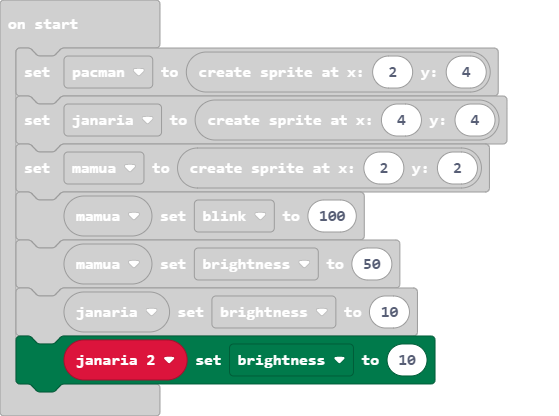 on start
set pacman to create sprite at x: 2 y: 4
set janaria to create sprite at x: 4 y: 4
set mamua to create sprite at x: 2 y: 2
mamua set blink to 100
mamua set brightness to 50
janaria set brightness to 10
janaria 2 set brightness to 10